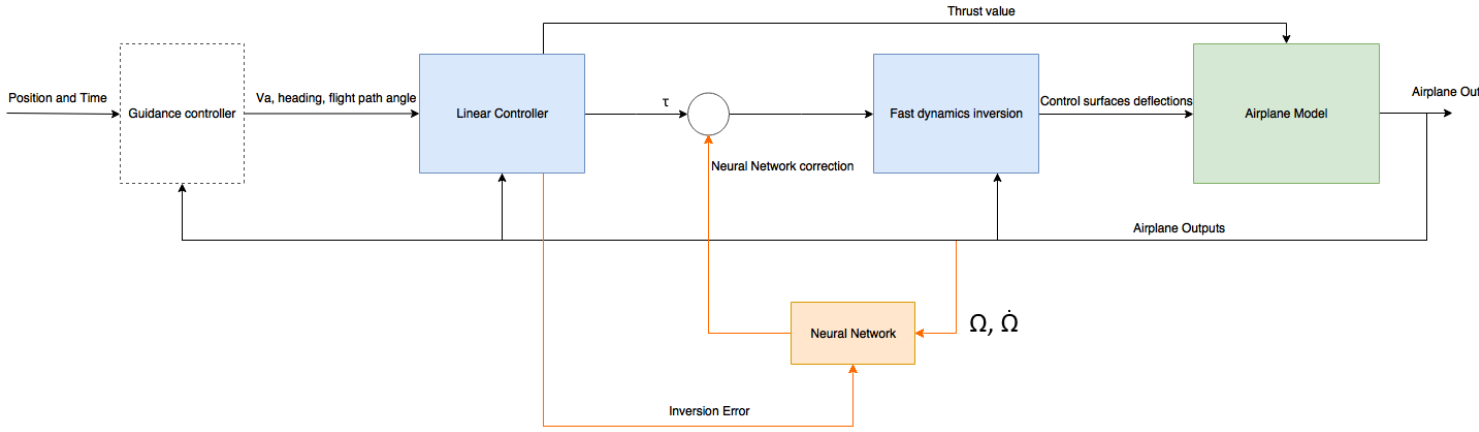 Thrust value
Position and Time
Guidance controller
Va, heading, flight path angle
Linear Controller
τ
Fast dynamics inversion
Control surfaces deflections
Airplane Model
Airplane Out
Neural Network correction
Airplane Outputs
Neural Network
Ω, Ω̇
Inversion Error